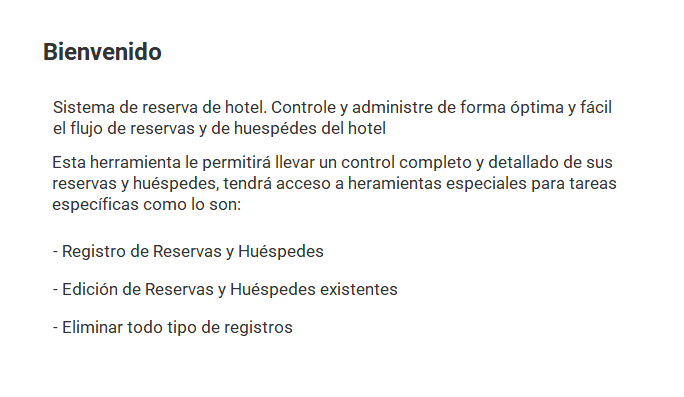 Bienvenido
Sistema de reserva de hotel. Controle y administre de forma óptima y fácil
el flujo de reservas y de huespédes del hotel
Esta herramienta le permitirá llevar un control completo y detallado de sus
reservas y huéspedes, tendrá acceso a heramientas especiales para tareas
específicas como lo son:
- Registro de Reservas y Huéspedes
- Edición de Reservas y Huéspedes existentes
- Eliminar todo tipo de registros